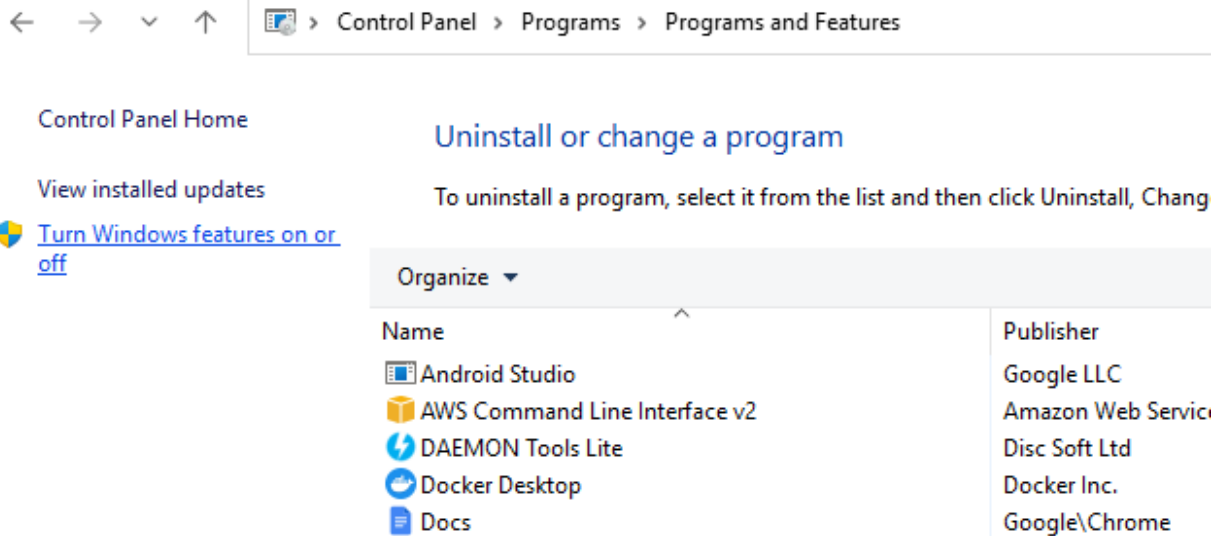 Control Panel > Programs > Programs and Features
Control Panel Home
View installed updates
Turn Windows features on or
off
Uninstall or change a program
To uninstall a program, select it from the list and then click Uninstall, Chang
Organize
Name Publisher
Android Studio Google LLC
AWS Command Line Interface v2 Amazon Web Servic
DAEMON Tools Lite Disc Soft Ltd
Docker Desktop Docker Inc.
Docs Google\Chrome